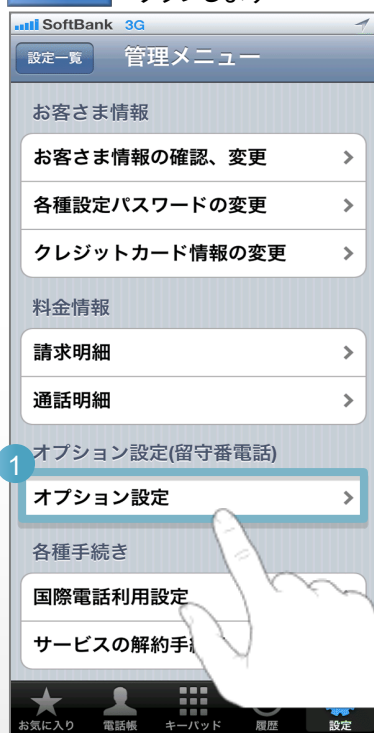 SoftBank 3G
設定一覧
管理メニュー
お客さま情報
お客さま情報の確認、変更
各種設定パスワードの変更
クレジットカード情報の変更
料金情報
請求明細
通話明細
1
オプション設定(留守番電話)
オプション設定
各種手続き
国際電話利用設定
サービスの解約手
お気に入り 電話帳 キーパッド 履歴 設定